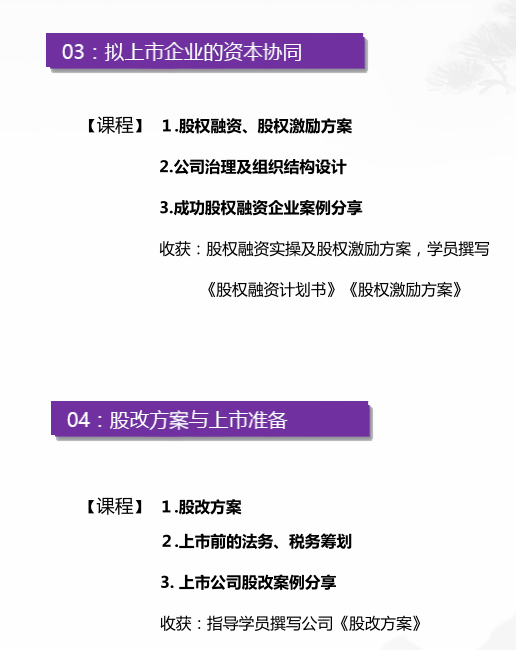 03：拟上市企业的资本协同
【课程】 1.股权融资、股权激励方案
2.公司治理及组织结构设计
3.成功股权融资企业案例分享
收获：股权融资实操及股权激励方案，学员撰写
《股权融资计划书》《股权激励方案》
04：股改方案与上市准备
【课程】 1.股改方案
2.上市前的法务、税务筹划
3. 上市公司股改案例分享
收获：指导学员撰写公司《股改方案》